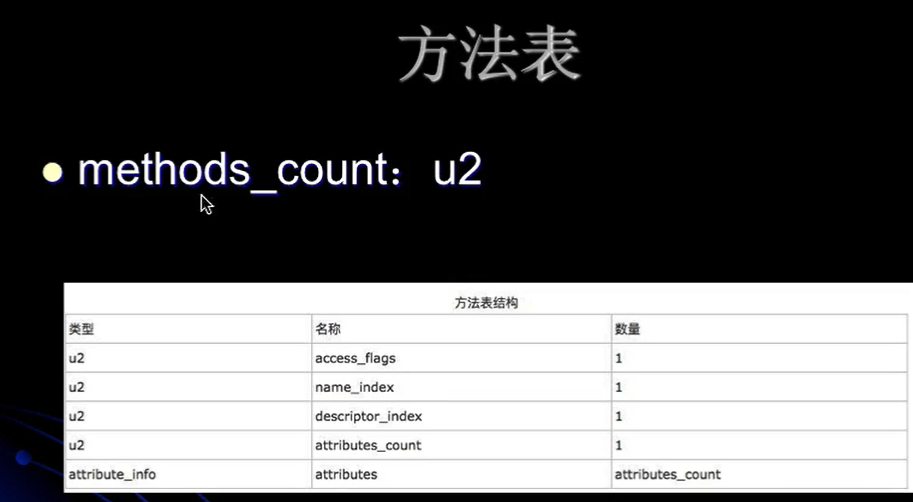 方法表
methods_count：u2
方法表结构
类型 名称 数量
u2 access_flags 1
u2 name_index 1
u2 descriptor_index 1
u2 attributes_count 1
attribute_info attributes attributes_count